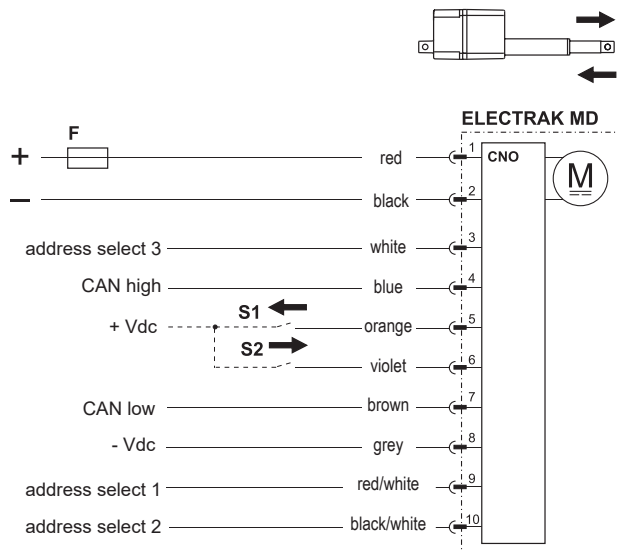 ELECTRAK MD
F
+ red 1 CNO
M
– black 2
address select 3 white 3
CAN high blue 4
S1
+ Vdc orange 5
S2
violet 6
CAN low brown 7
- Vdc grey 8
address select 1 red/white 9
address select 2 black/white 10